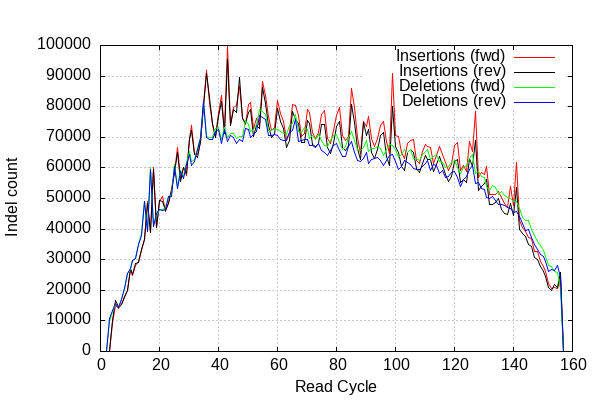 100000
90000
80000
70000
60000
50000
40000
30000
20000
10000
0
Indel count
Insertions (fwd)
Insertions (rev)
Deletions (fwd)
Deletions (rev)
0 20 40 60 80 100 120 140 160
Read Cycle